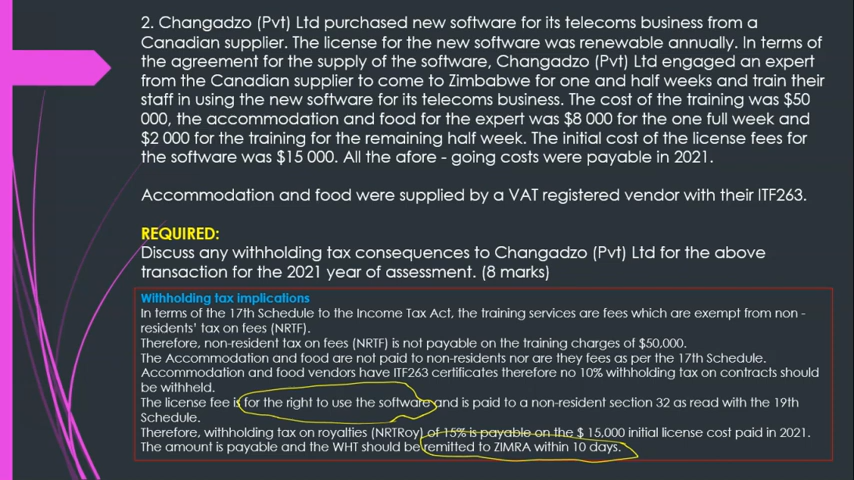 2. Changadzo (Pvt) Ltd purchased new software for its telecoms business from a
Canadian supplier. The license for the new software was renewable annually. In terms of
the agreement for the supply of the software, Changadzo (Pvt) Ltd engaged an expert
from the Canadian supplier to come to Zimbabwe for one and half weeks and train their
staff in using the new software for its telecoms business. The cost of the training was $50
000, the accommodation and food for the expert was $8 000 for the one full week and
$2 000 for the training for the remaining half week. The initial cost of the license fees for
the software was $15 000. All the afore - going costs were payable in 2021.
Accommodation and food were supplied by a VAT registered vendor with their ITF263.
REQUIRED:
Discuss any withholding tax consequences to Changadzo (Pvt) Ltd for the above
transaction for the 2021 year of assessment. (8 marks)
Withholding tax implications
In terms of the 17th Schedule to the Income Tax Act, the training services are fees which are exempt from non -
residents' tax on fees (NRTF).
Therefore, non-resident tax on fees (NRTF) is not payable on the training charges of $50,000.
The Accommodation and food are not paid to non-residents nor are they fees as per the 17th Schedule.
Accommodation and food vendors have ITF263 certificates therefore no 10% withholding tax on contracts should
be withheld.
The license fee is for the right to use the software and is paid to a non-resident section 32 as read with the 19th
Schedule.
Therefore, withholding tax on royalties (NRTRoy) of 15% is payable on the $ 15,000 initial license cost paid in 2021.
The amount is payable and the WHT should be remitted to ZIMRA within 10 days.